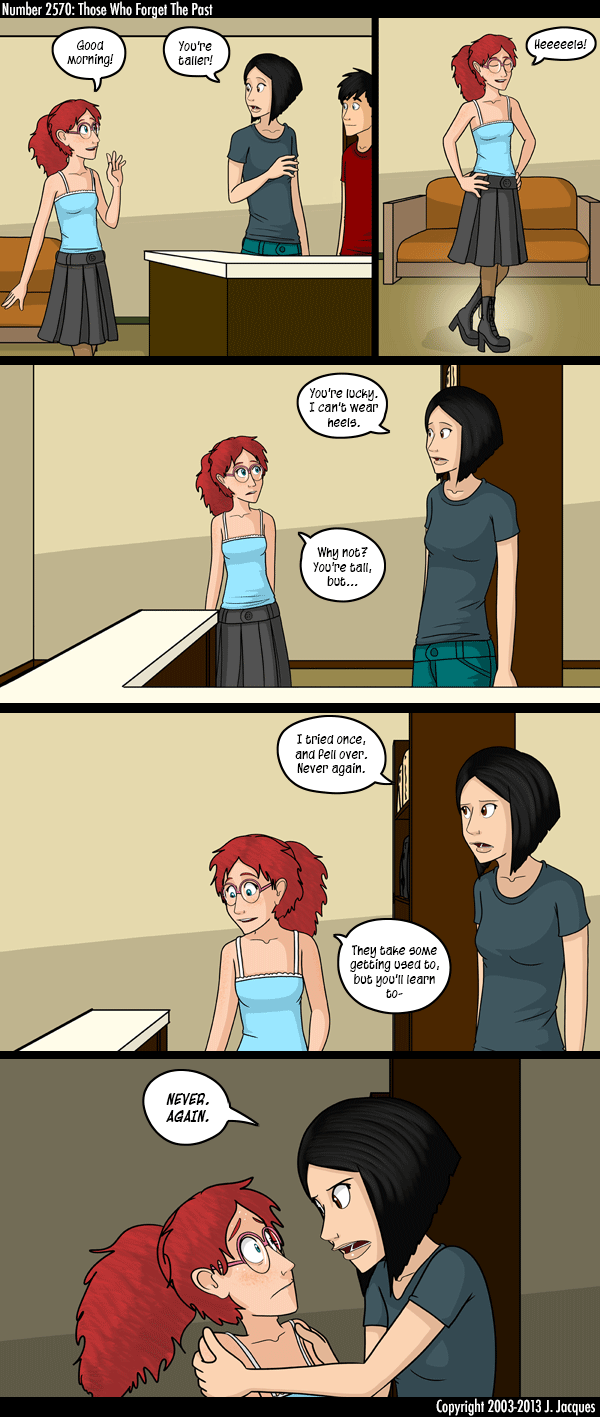 Number 2570: Those Who Forget The Past
Good
morning!
You're
taller!
Heeeeels!
You're lucky.
I can't wear
heels.
Why not?
You're tall,
but...
I tried once,
and fell over.
Never again.
They take some
getting used to,
but you'll learn
to-
NEVER.
AGAIN.
Copyright 2003-2013 J. Jacques